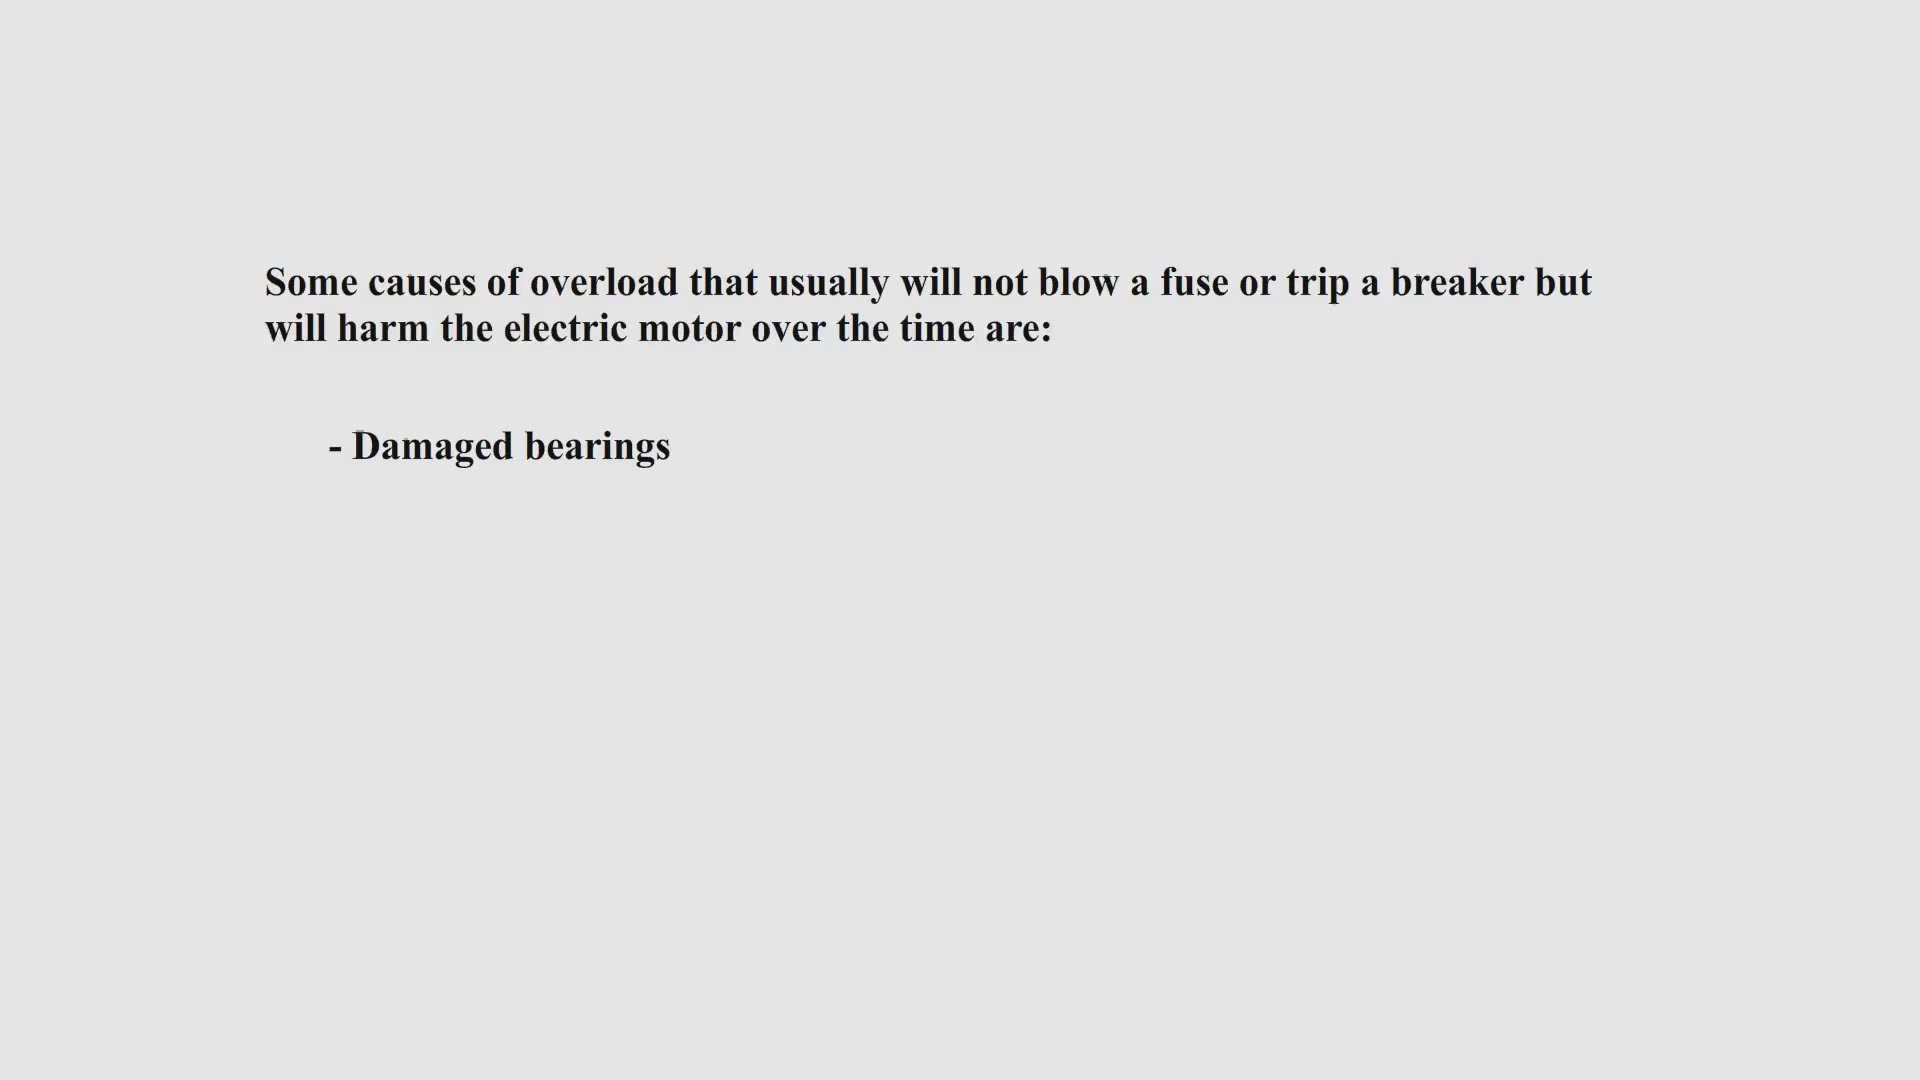 Some causes of overload that usually will not blow a fuse or trip a breaker but
will harm the electric motor over the time are:
- Damaged bearings